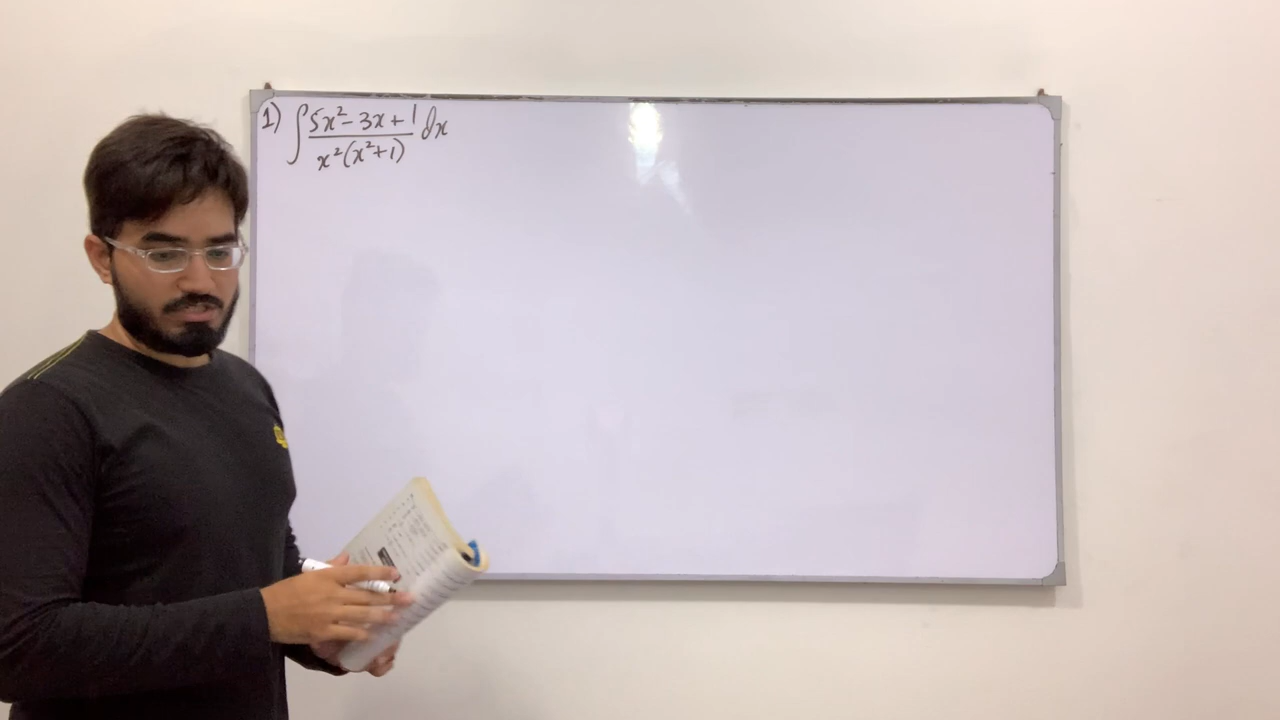 1) ∫ (5x² - 3x + 1)/(x²(x² + 1)) dx